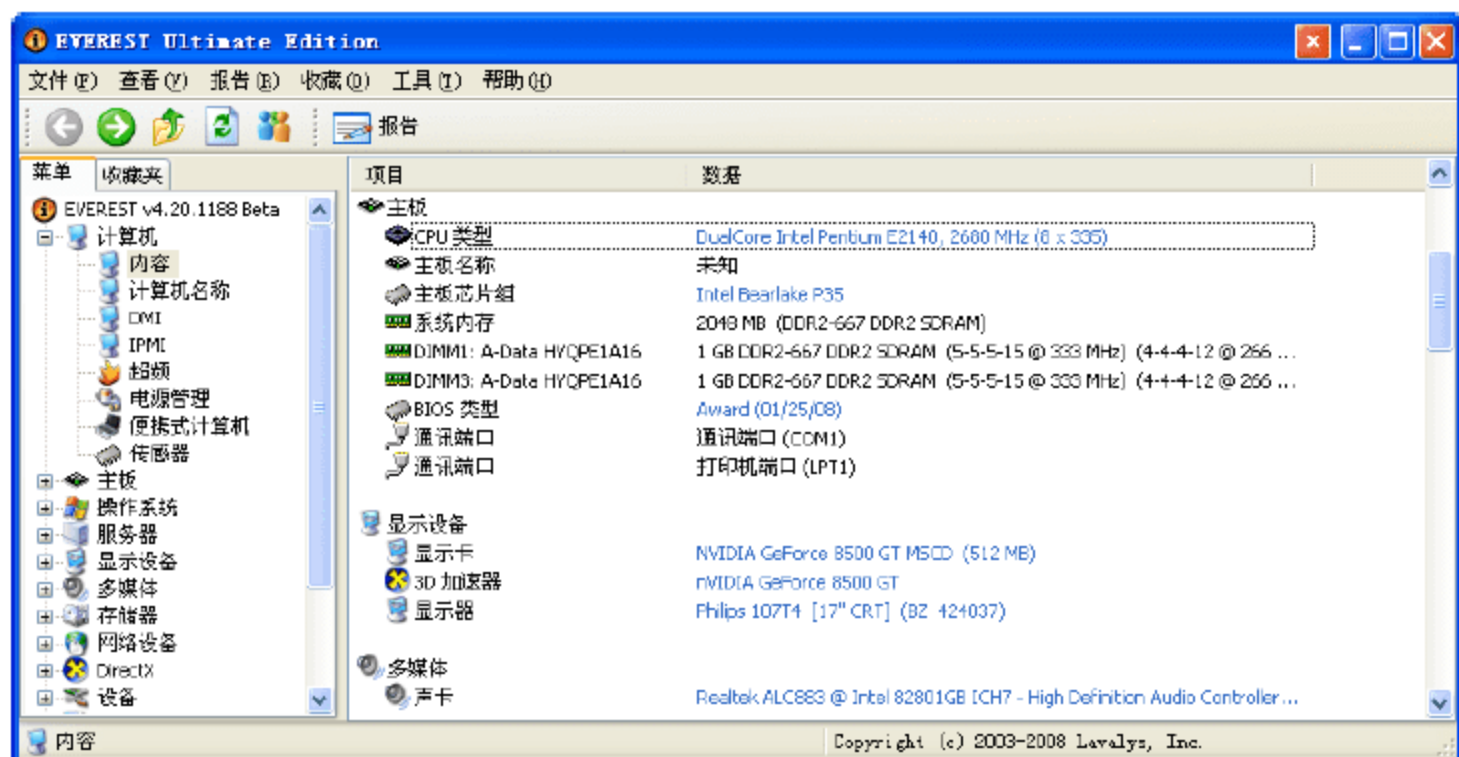 EVEREST Ultimate Edition
文件(F) 查看(V) 报告(R) 收藏(O) 工具(T) 帮助(H)
报告
菜单 收藏夹
项目 数据
EVEREST v4.20.1188 Beta
计算机
内容
计算机名称
DMI
IPMI
超频
电源管理
便携式计算机
传感器
主板
操作系统
服务器
显示设备
多媒体
存储器
网络设备
DirectX
设备
主板
CPU 类型 DualCore Intel Pentium E2140, 2680 MHz (8 x 335)
主板名称 未知
主板芯片组 Intel Bearlake P35
系统内存 2048 MB (DDR2-667 DDR2 SDRAM)
DIMM1: A-Data HYQPE1A16 1 GB DDR2-667 DDR2 SDRAM (5-5-5-15 @ 333 MHz) (4-4-4-12 @ 266 ...
DIMM3: A-Data HYQPE1A16 1 GB DDR2-667 DDR2 SDRAM (5-5-5-15 @ 333 MHz) (4-4-4-12 @ 266 ...
BIOS 类型 Award (01/25/08)
通讯端口 通讯端口 (COM1)
通讯端口 打印机端口 (LPT1)
显示设备
显示卡 NVIDIA GeForce 8500 GT MSCD (512 MB)
3D 加速器 nVIDIA GeForce 8500 GT
显示器 Philips 107T4 [17" CRT] (BZ 424037)
多媒体
声卡 Realtek ALC883 @ Intel 82801GB ICH7 - High Definition Audio Controller...
内容
Copyright (c) 2003-2008 Lavalys, Inc.